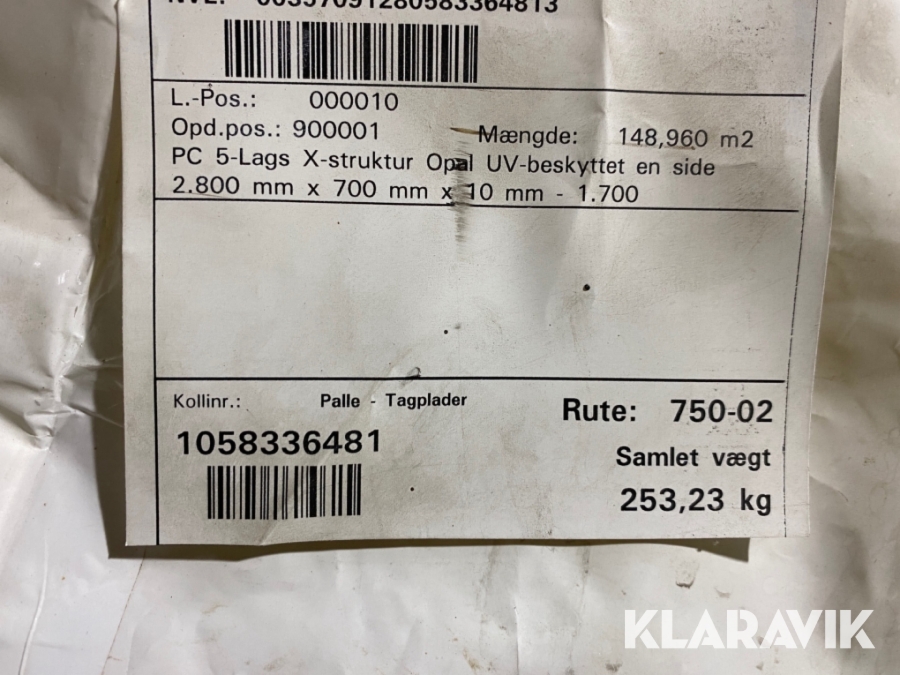 L.-Pos.: 000010
Opd.pos.: 900001 Mængde: 148,960 m2
PC 5-Lags X-struktur Opal UV-beskyttet en side
2.800 mm x 700 mm x 10 mm - 1.700
Kollinr.: Palle - Tagplader
Rute: 750-02
1058336481
Samlet vægt
253,23 kg
KLARAVIK